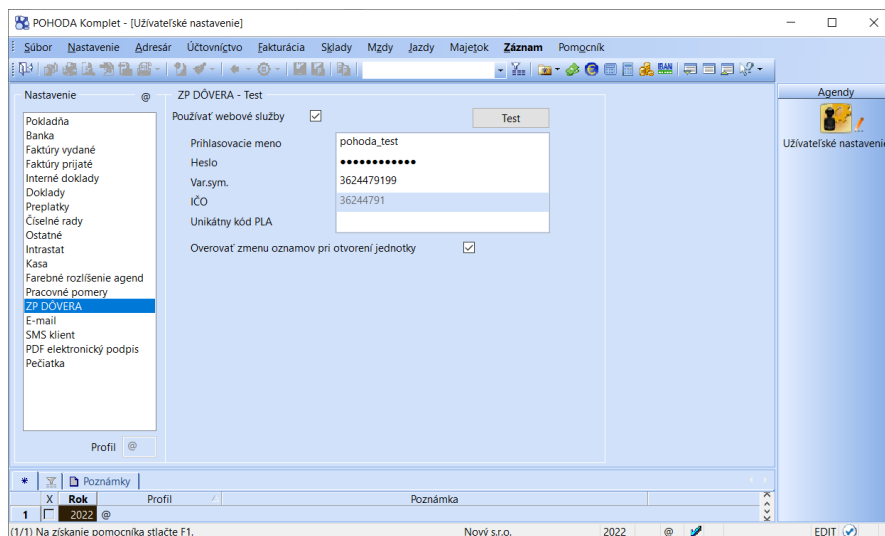 POHODA Komplet - [Užívateľské nastavenie]
Súbor Nastavenie Adresár Účtovníctvo Fakturácia Sklady Mzdy Jazdy Majetok Záznam Pomocník
IBAN
Nastavenie @
Pokladňa
Banka
Faktúry vydané
Faktúry prijaté
Interné doklady
Doklady
Preplatky
Číselné rady
Ostatné
Intrastat
Kasa
Farebné rozlíšenie agend
Pracovné pomery
ZP DÔVERA
E-mail
SMS klient
PDF elektronický podpis
Pečiatka
Profil @
ZP DÔVERA - Test
Používať webové služby
Test
Prihlasovacie meno pohoda_test
Heslo ●●●●●●●●●●●●
Var.sym. 3624479199
IČO 36244791
Unikátny kód PLA
Overovať zmenu oznamov pri otvorení jednotky
Agendy
Užívateľské nastavenie
* Poznámky
X Rok Profil Poznámka
1 2022 @
(1/1) Na získanie pomocníka stlačte F1. Nový s.r.o. 2022 @ EDIT